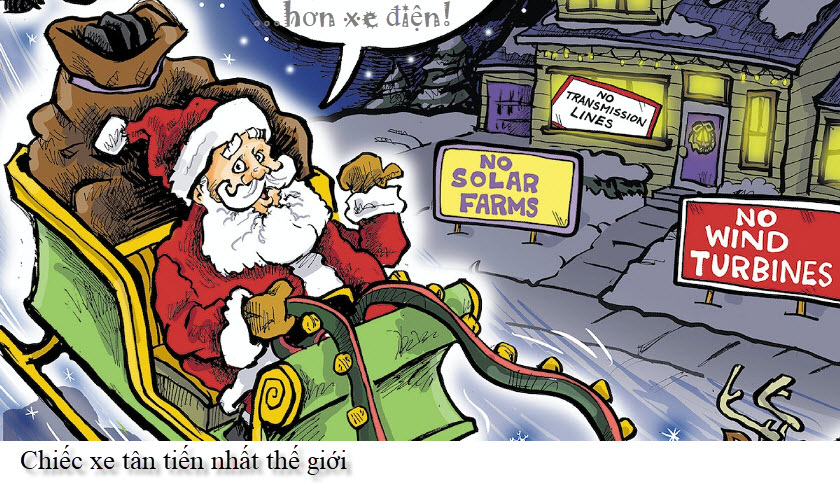 ...hơn xe điện!
NO
TRANSMISSION
LINES
NO
SOLAR
FARMS
NO
WIND
TURBINES
Chiếc xe tân tiến nhất thế giới